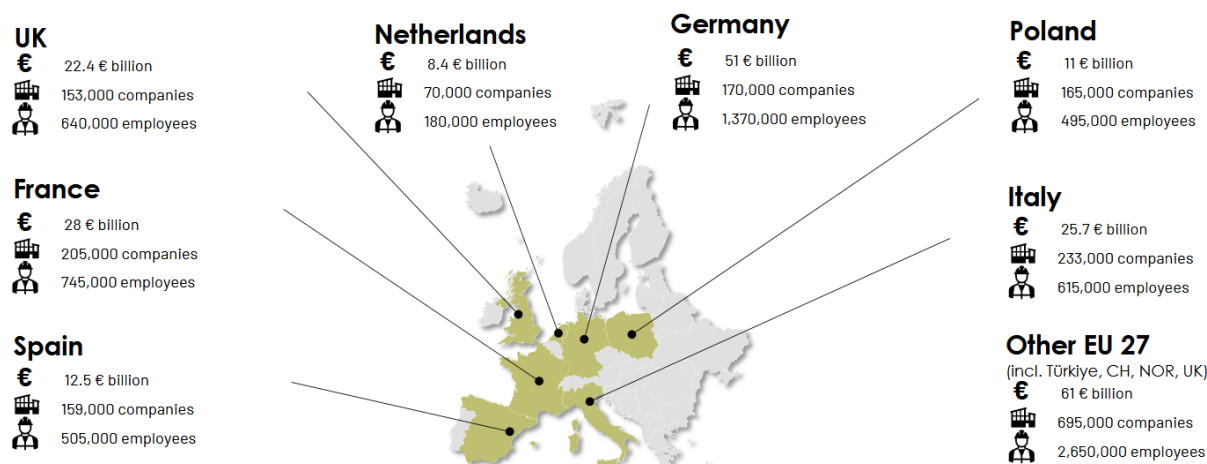 UK
€ 22.4 € billion
153,000 companies
640,000 employees
Netherlands
€ 8.4 € billion
70,000 companies
180,000 employees
Germany
€ 51 € billion
170,000 companies
1,370,000 employees
Poland
€ 11 € billion
165,000 companies
495,000 employees
France
€ 28 € billion
205,000 companies
745,000 employees
Italy
€ 25.7 € billion
233,000 companies
615,000 employees
Spain
€ 12.5 € billion
159,000 companies
505,000 employees
Other EU 27
(incl. Türkiye, CH, NOR, UK)
€ 61 € billion
695,000 companies
2,650,000 employees